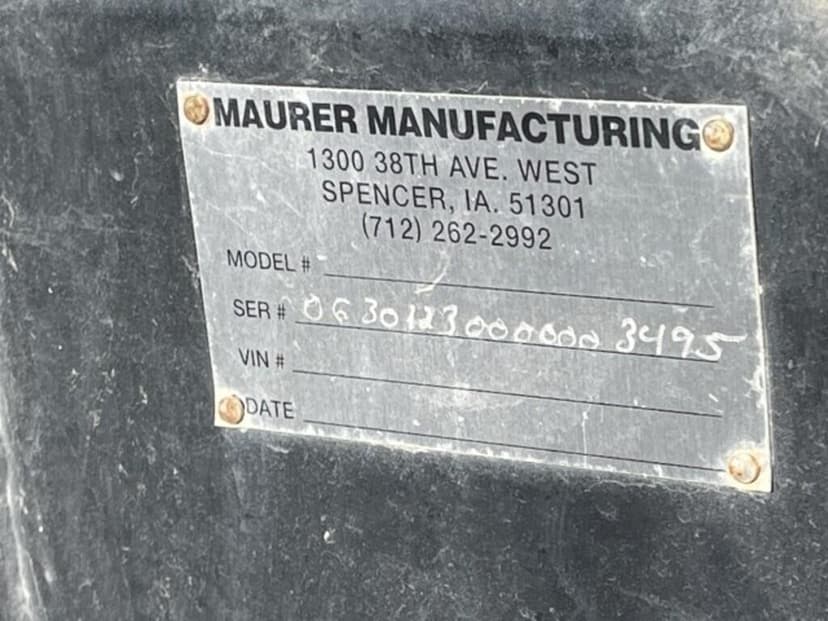 MAURER MANUFACTURING
1300 38TH AVE. WEST
SPENCER, IA. 51301
(712) 262-2992
MODEL #
SER # 0630123000000 3495
VIN #
DATE